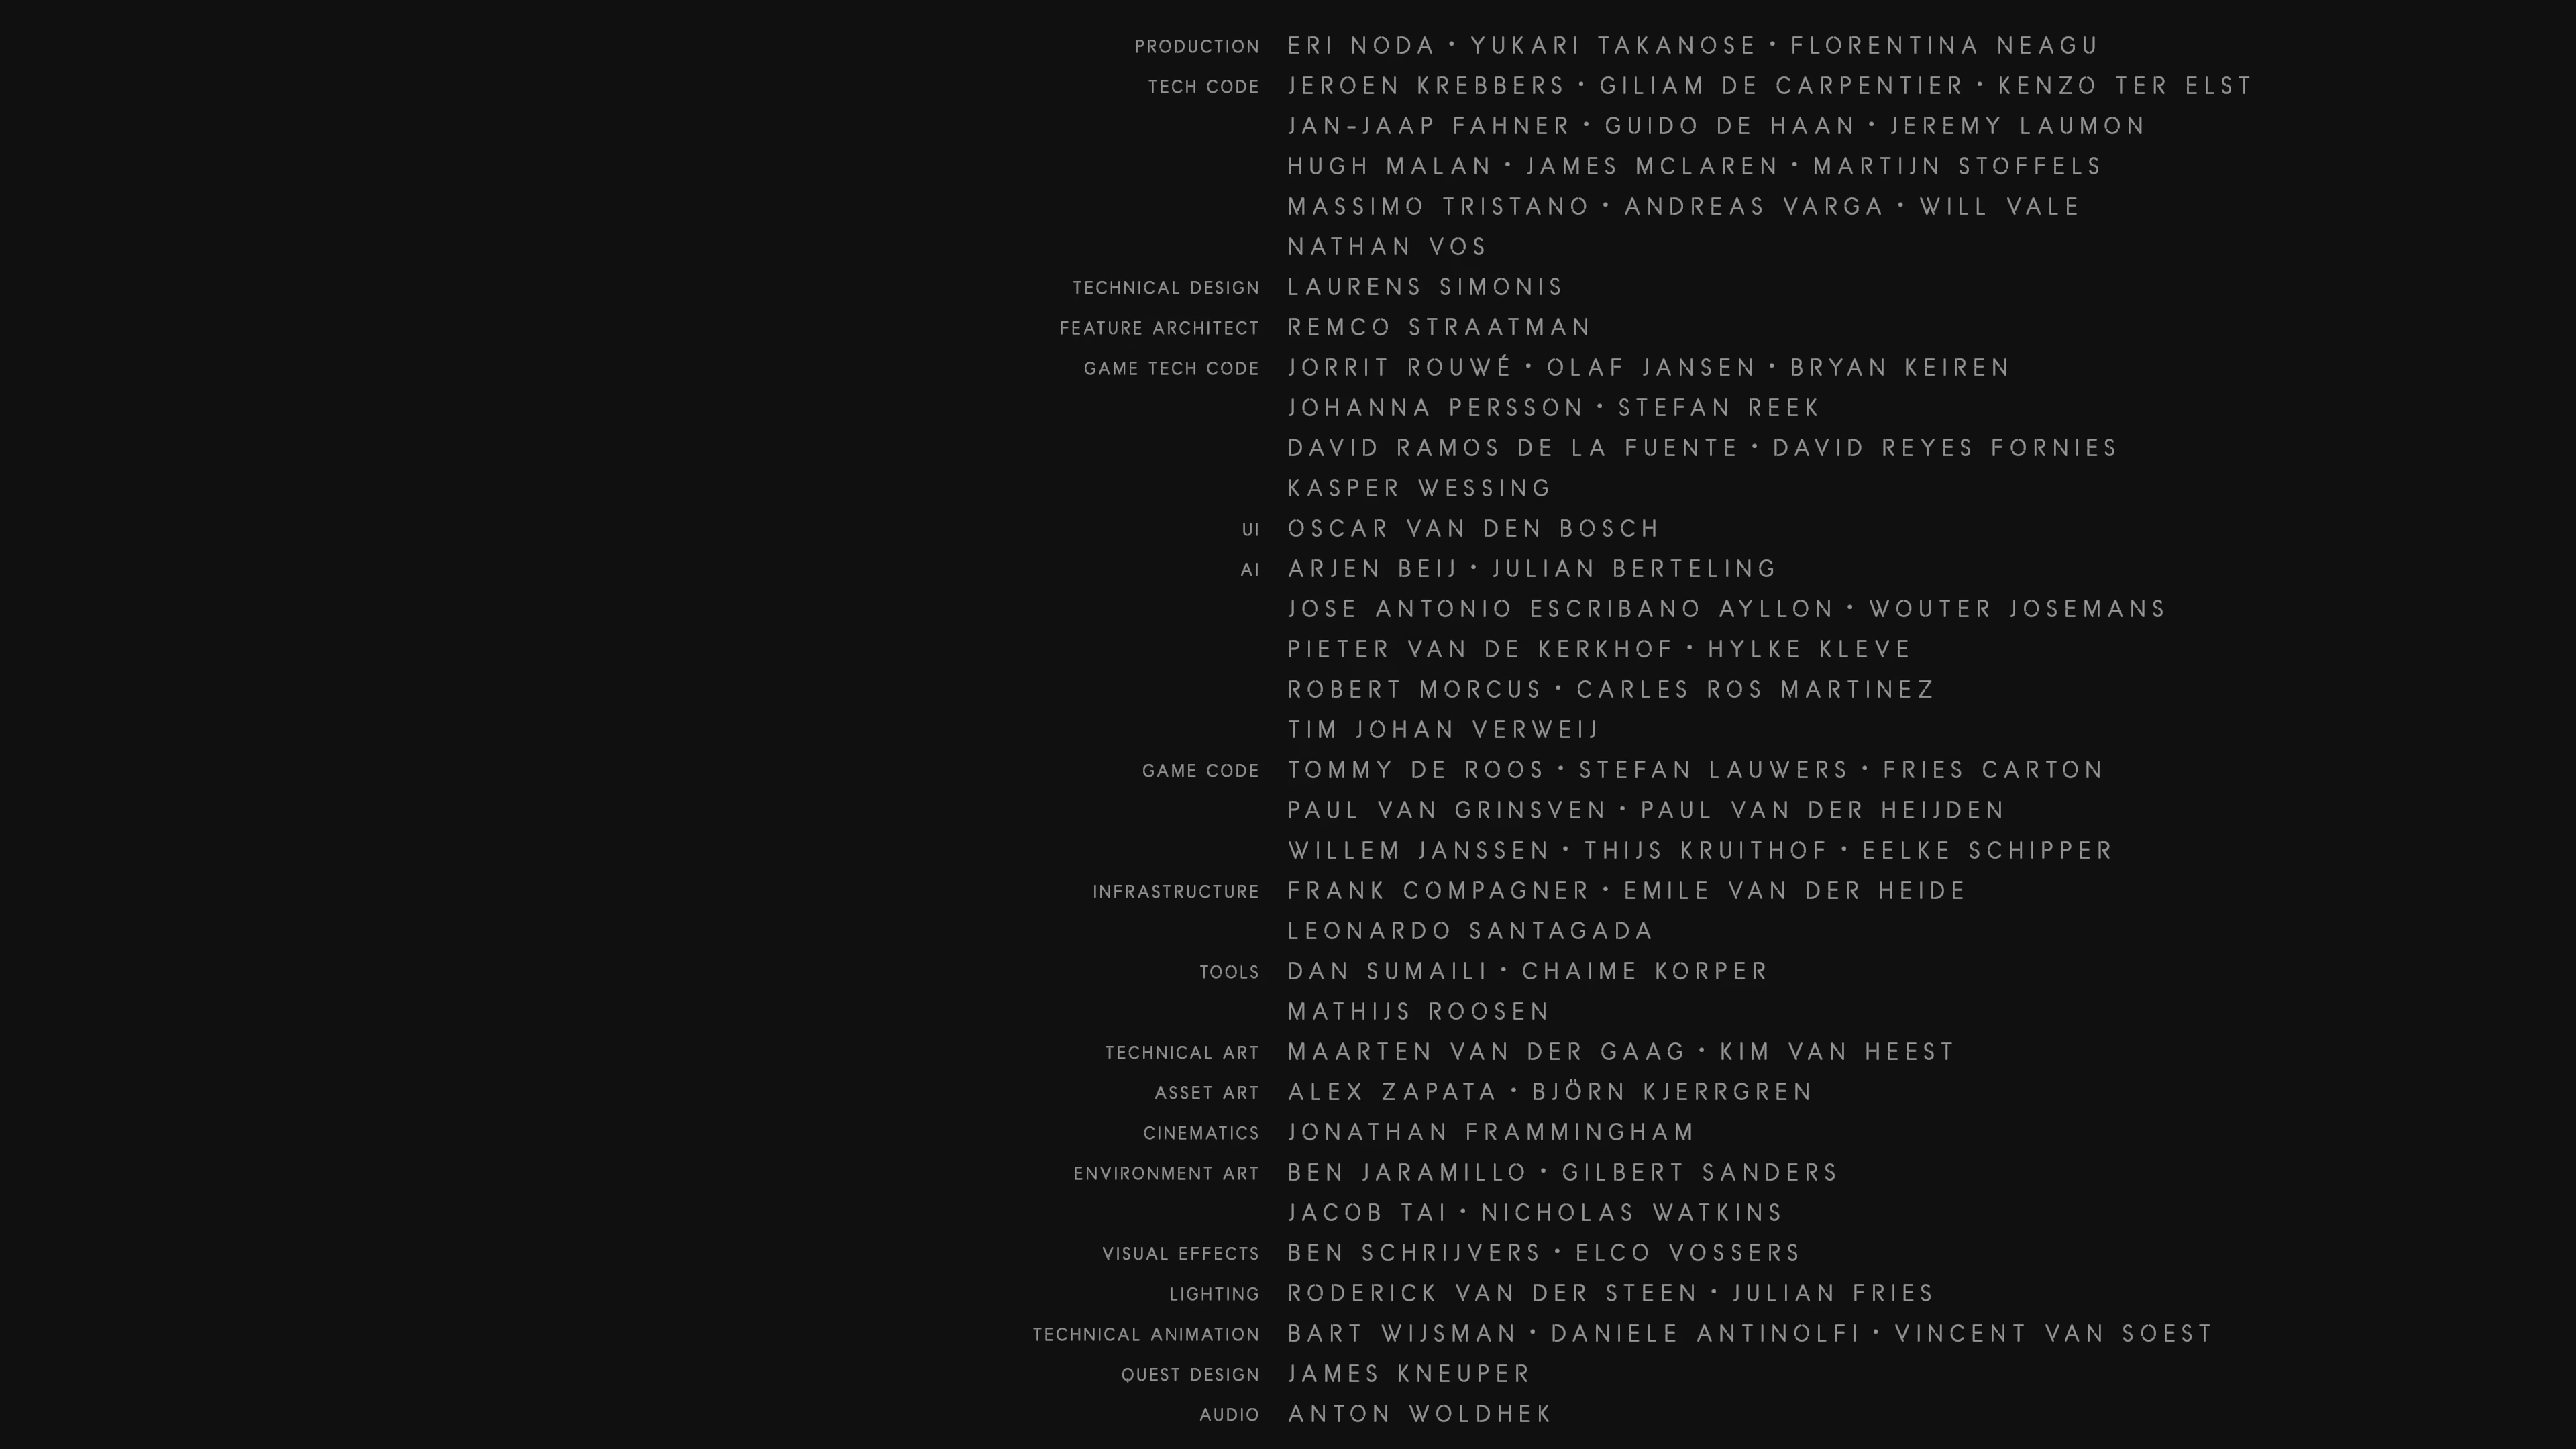 PRODUCTION ERI NODA • YUKARI TAKANOSE • FLORENTINA NEAGU
TECH CODE JEROEN KREBBERS • GILIAM DE CARPENTIER • KENZO TER ELST
JAN-JAAP FAHNER • GUIDO DE HAAN • JEREMY LAUMON
HUGH MALAN • JAMES MCLAREN • MARTIJN STOFFELS
MASSIMO TRISTANO • ANDREAS VARGA • WILL VALE
NATHAN VOS
TECHNICAL DESIGN LAURENS SIMONIS
FEATURE ARCHITECT REMCO STRAATMAN
GAME TECH CODE JORRIT ROUWÉ • OLAF JANSEN • BRYAN KEIREN
JOHANNA PERSSON • STEFAN REEK
DAVID RAMOS DE LA FUENTE • DAVID REYES FORNIES
KASPER WESSING
UI OSCAR VAN DEN BOSCH
AI ARJEN BEIJ • JULIAN BERTELING
JOSE ANTONIO ESCRIBANO AYLLON • WOUTER JOSEMANS
PIETER VAN DE KERKHOF • HYLKE KLEVE
ROBERT MORCUS • CARLES ROS MARTINEZ
TIM JOHAN VERWEIJ
GAME CODE TOMMY DE ROOS • STEFAN LAUWERS • FRIES CARTON
PAUL VAN GRINSVEN • PAUL VAN DER HEIJDEN
WILLEM JANSSEN • THIJS KRUITHOF • EELKE SCHIPPER
INFRASTRUCTURE FRANK COMPAGNER • EMILE VAN DER HEIDE
LEONARDO SANTAGADA
TOOLS DAN SUMAILI • CHAIME KORPER
MATHIJS ROOSEN
TECHNICAL ART MAARTEN VAN DER GAAG • KIM VAN HEEST
ASSET ART ALEX ZAPATA • BJÖRN KJERRGREN
CINEMATICS JONATHAN FRAMMINGHAM
ENVIRONMENT ART BEN JARAMILLO • GILBERT SANDERS
JACOB TAI • NICHOLAS WATKINS
VISUAL EFFECTS BEN SCHRIJVERS • ELCO VOSSERS
LIGHTING RODERICK VAN DER STEEN • JULIAN FRIES
TECHNICAL ANIMATION BART WIJSMAN • DANIELE ANTINOLFI • VINCENT VAN SOEST
QUEST DESIGN JAMES KNEUPER
AUDIO ANTON WOLDHEK